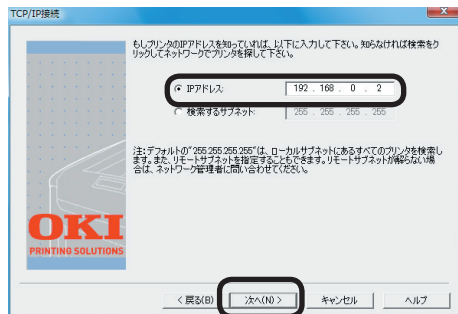 TCP/IP接続
もしプリンタのIPアドレスを知っていれば、以下に入力して下さい。知らなければ検索をク
リックしてネットワークでプリンタを探して下さい。
IPアドレス 192 . 168 . 0 . 2
検索するサブネット: 255 . 255 . 255 . 255
注:デフォルトの"255.255.255.255"は、ローカルサブネットにあるすべてのプリンタを検索し
ます。また、リモートサブネットを指定することもできます。リモートサブネットが解らない場
合は、ネットワーク管理者に問い合わせてください。
OKI
PRINTING SOLUTIONS
< 戻る(B) 次へ(N) > キャンセル ヘルプ